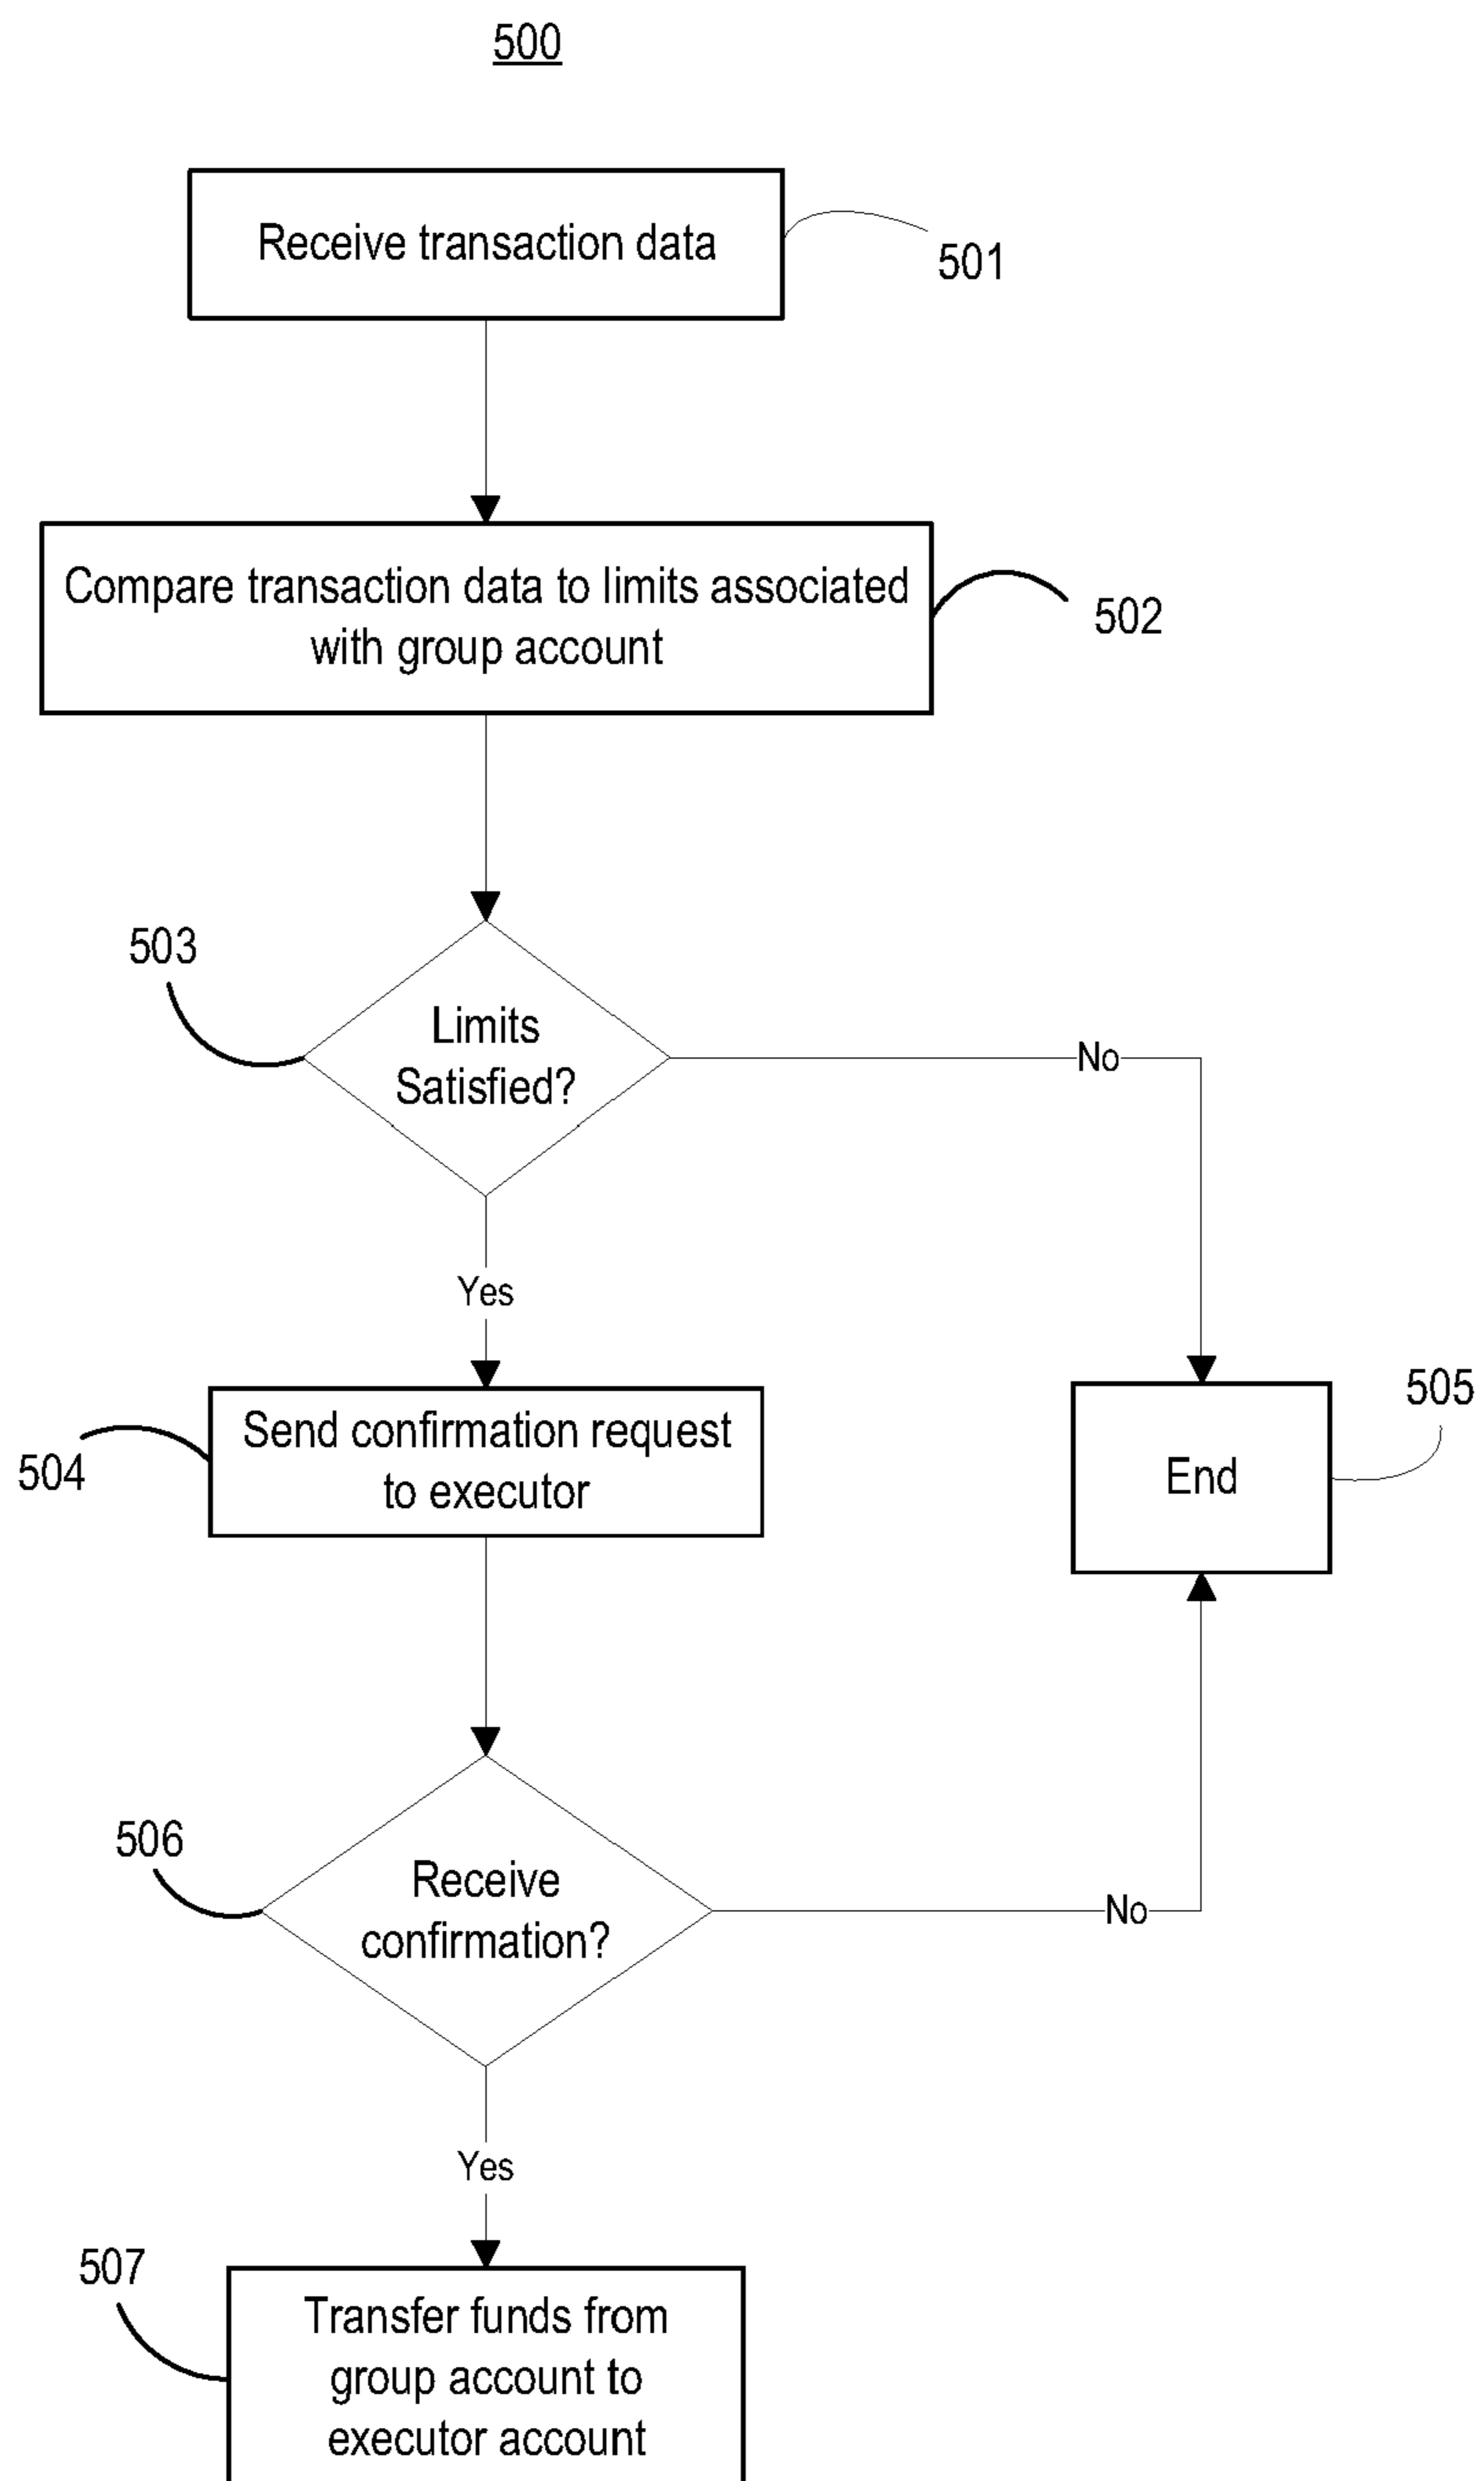 500
Receive transaction data
501
Compare transaction data to limits associated
with group account
502
503
Limits
Satisfied?
No
Yes
504
Send confirmation request
to executor
End
505
506
Receive
confirmation?
No
Yes
507
Transfer funds from
group account to
executor account